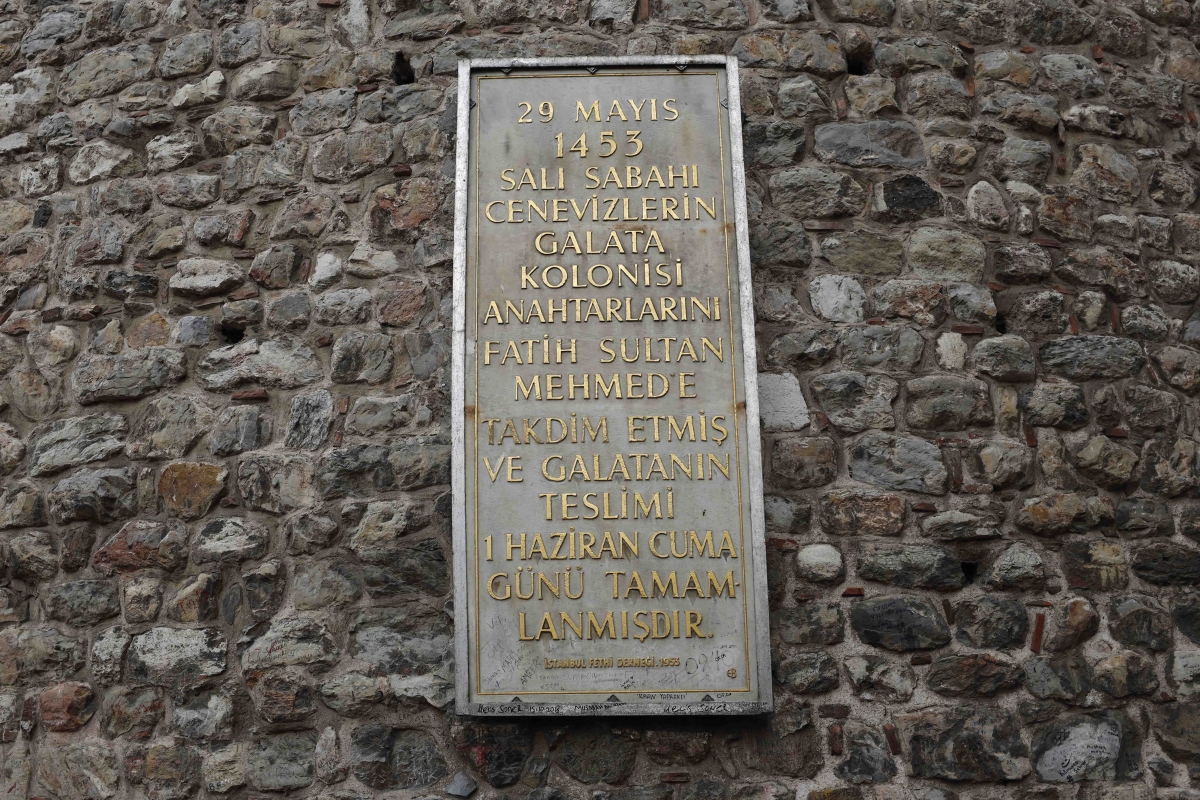 29 MAYIS
1453
SALI SABAHI
CENEVİZLERİN
GALATA
KOLONİSİ
ANAHTARLARINI
FATİH SULTAN
MEHMED'E
TAKDİM ETMİŞ
VE GALATANIN
TESLİMİ
1 HAZİRAN CUMA
GÜNÜ TAMAM-
LANMIŞDIR.
İSTANBUL FETHİ DERNEĞİ. 1953